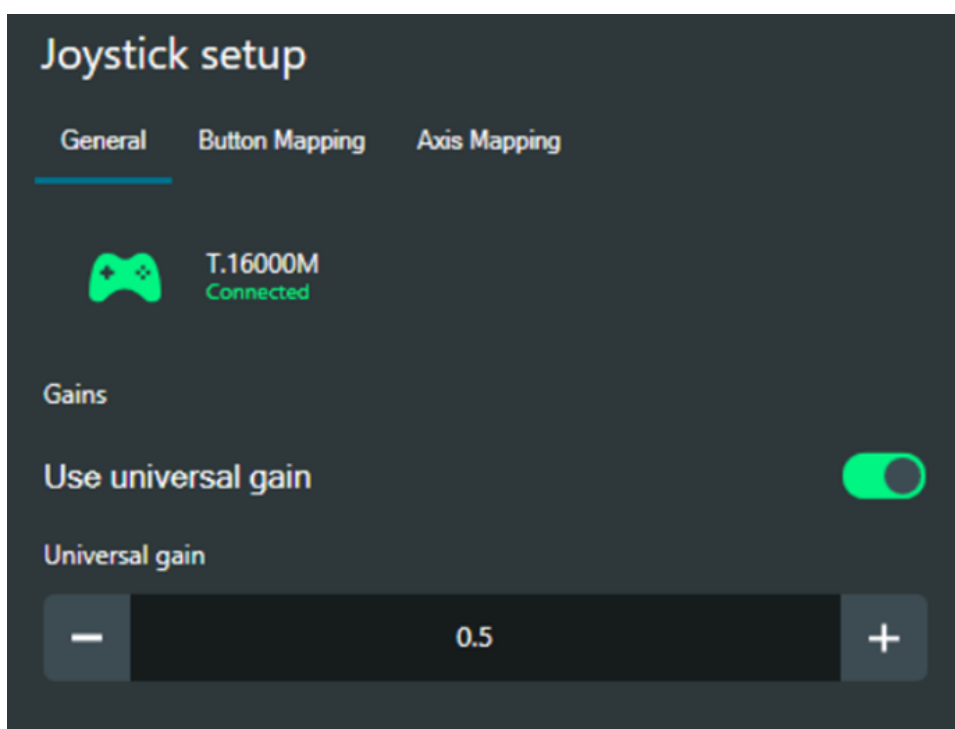 Joystick setup
General Button Mapping Axis Mapping
T.16000M
Connected
Gains
Use universal gain
Universal gain
− 0.5 +